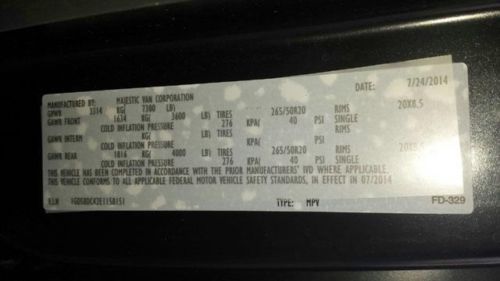 MANUFACTURED BY: MAJESTIC VAN CORPORATION DATE: 7/24/2014
GVWR 3314 KG( 7300 LB)
GAWR FRONT 1634 KG( 3600 LB) TIRES 265/50R20 RIMS 20X8.5
COLD INFLATION PRESSURE 276 KPA( 40 PSI SINGLE
GAWR INTERM KG( LB) TIRES RIMS
COLD INFLATION PRESSURE KPA( PSI
GAWR REAR 1816 KG( 4000 LB) TIRES 265/50R20 RIMS 20X8.5
COLD INFLATION PRESSURE 276 KPA( 40 PSI SINGLE
THIS VEHICLE HAS BEEN COMPLETED IN ACCORDANCE WITH THE PRIOR MANUFACTURERS' IVD WHERE APPLICABLE.
THIS VEHICLE CONFORMS TO ALL APPLICABLE FEDERAL MOTOR VEHICLE SAFETY STANDARDS, IN EFFECT IN 07/2014
TYPE: MPV FD-329